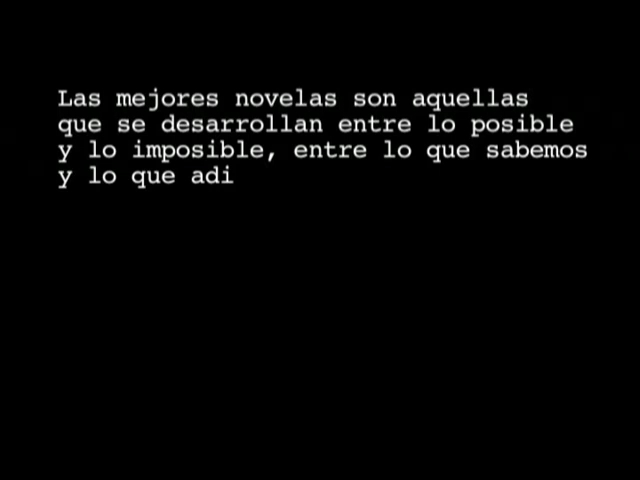 Las mejores novelas son aquellas
que se desarrollan entre lo posible
y lo imposible, entre lo que sabemos
y lo que adi